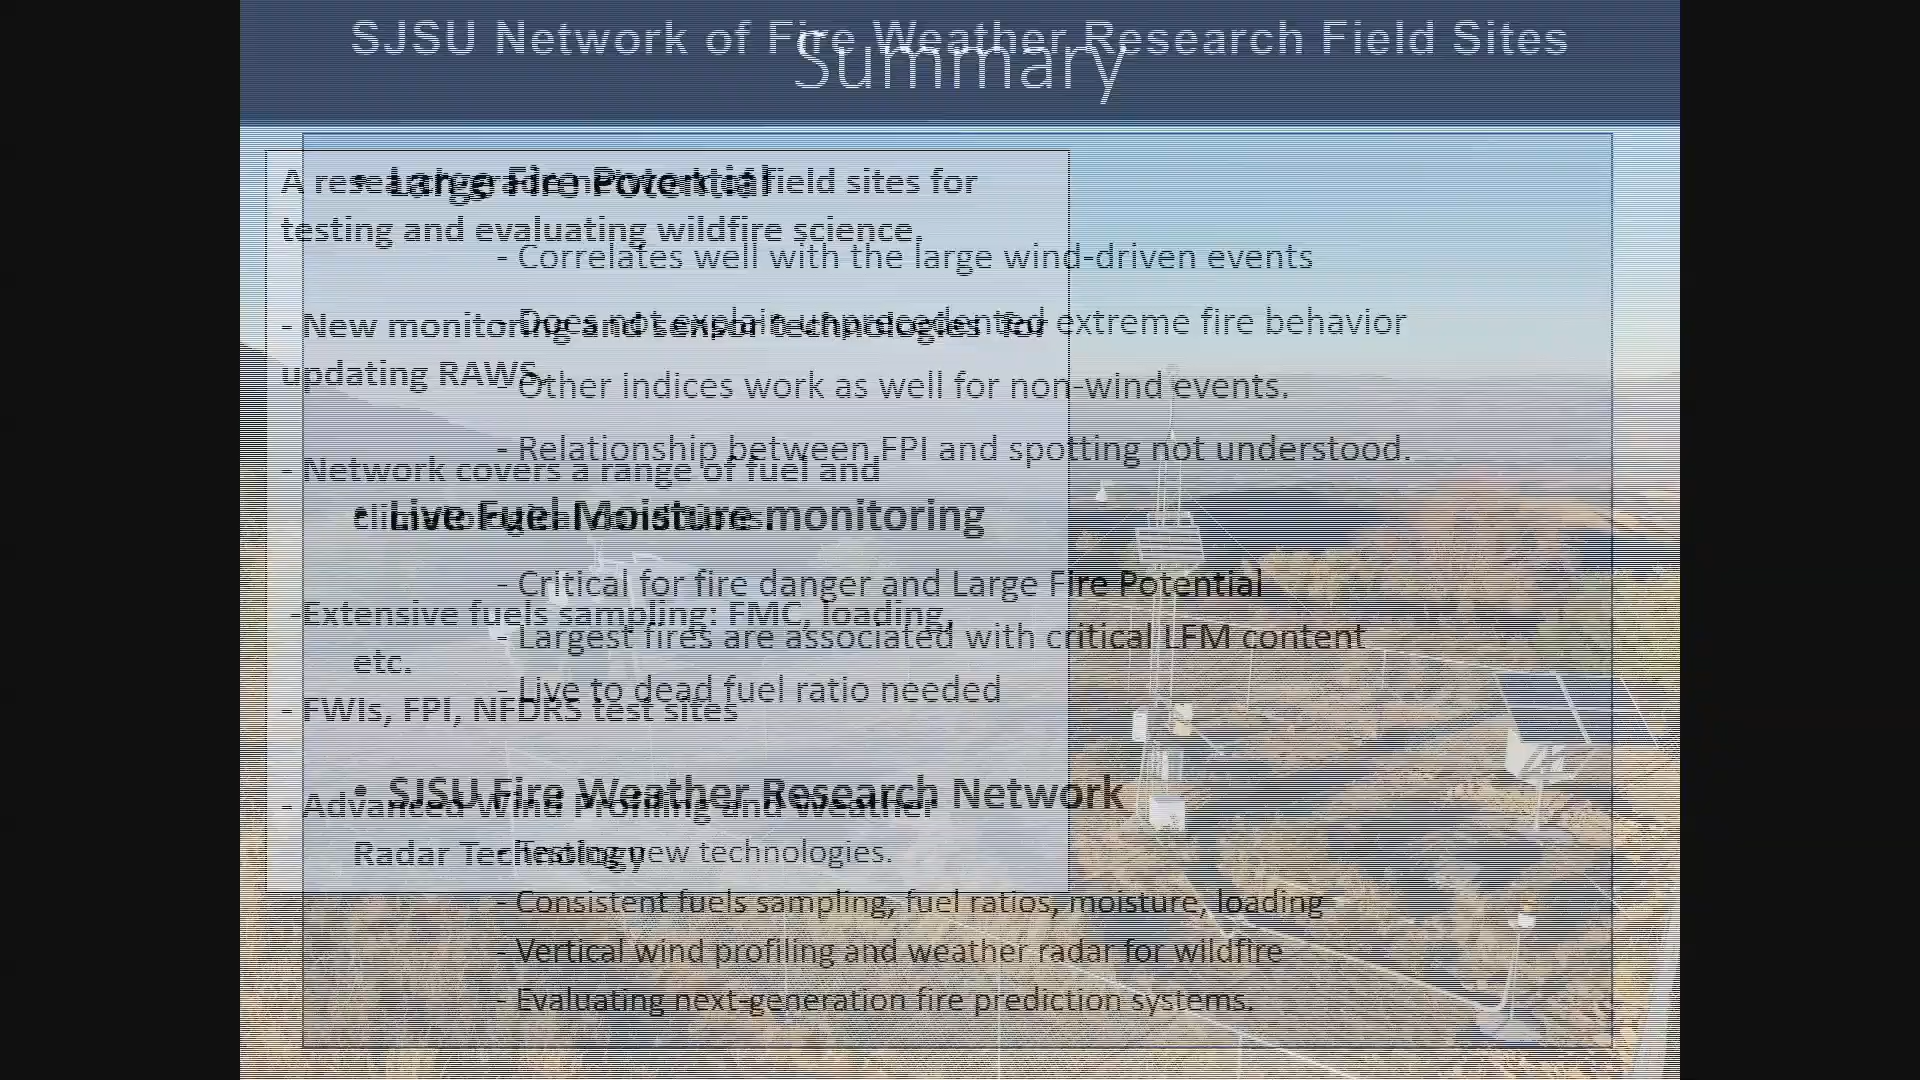 SJSU Network of Fire Weather Research Field Sites
A research grade network of field sites for
testing and evaluating wildfire science.
- New monitoring and sensor technologies for
updating RAWS.
- Network covers a range of fuel and
-Extensive fuels sampling: FMC, loading,
etc.
- FWIs, FPI, NFDRS test sites
- Advanced Wind Profiling and Weather
Radar Technology
Summary
• Large Fire Potential
- Correlates well with the large wind-driven events
- Does not explain unprecedented extreme fire behavior
- Other indices work as well for non-wind events.
- Relationship between FPI and spotting not understood.
• Live Fuel Moisture monitoring
- Critical for fire danger and Large Fire Potential
- Largest fires are associated with critical LFM content
- Live to dead fuel ratio needed
• SJSU Fire Weather Research Network
- Testing new technologies.
- Consistent fuels sampling, fuel ratios, moisture, loading
- Vertical wind profiling and weather radar for wildfire
- Evaluating next-generation fire prediction systems.